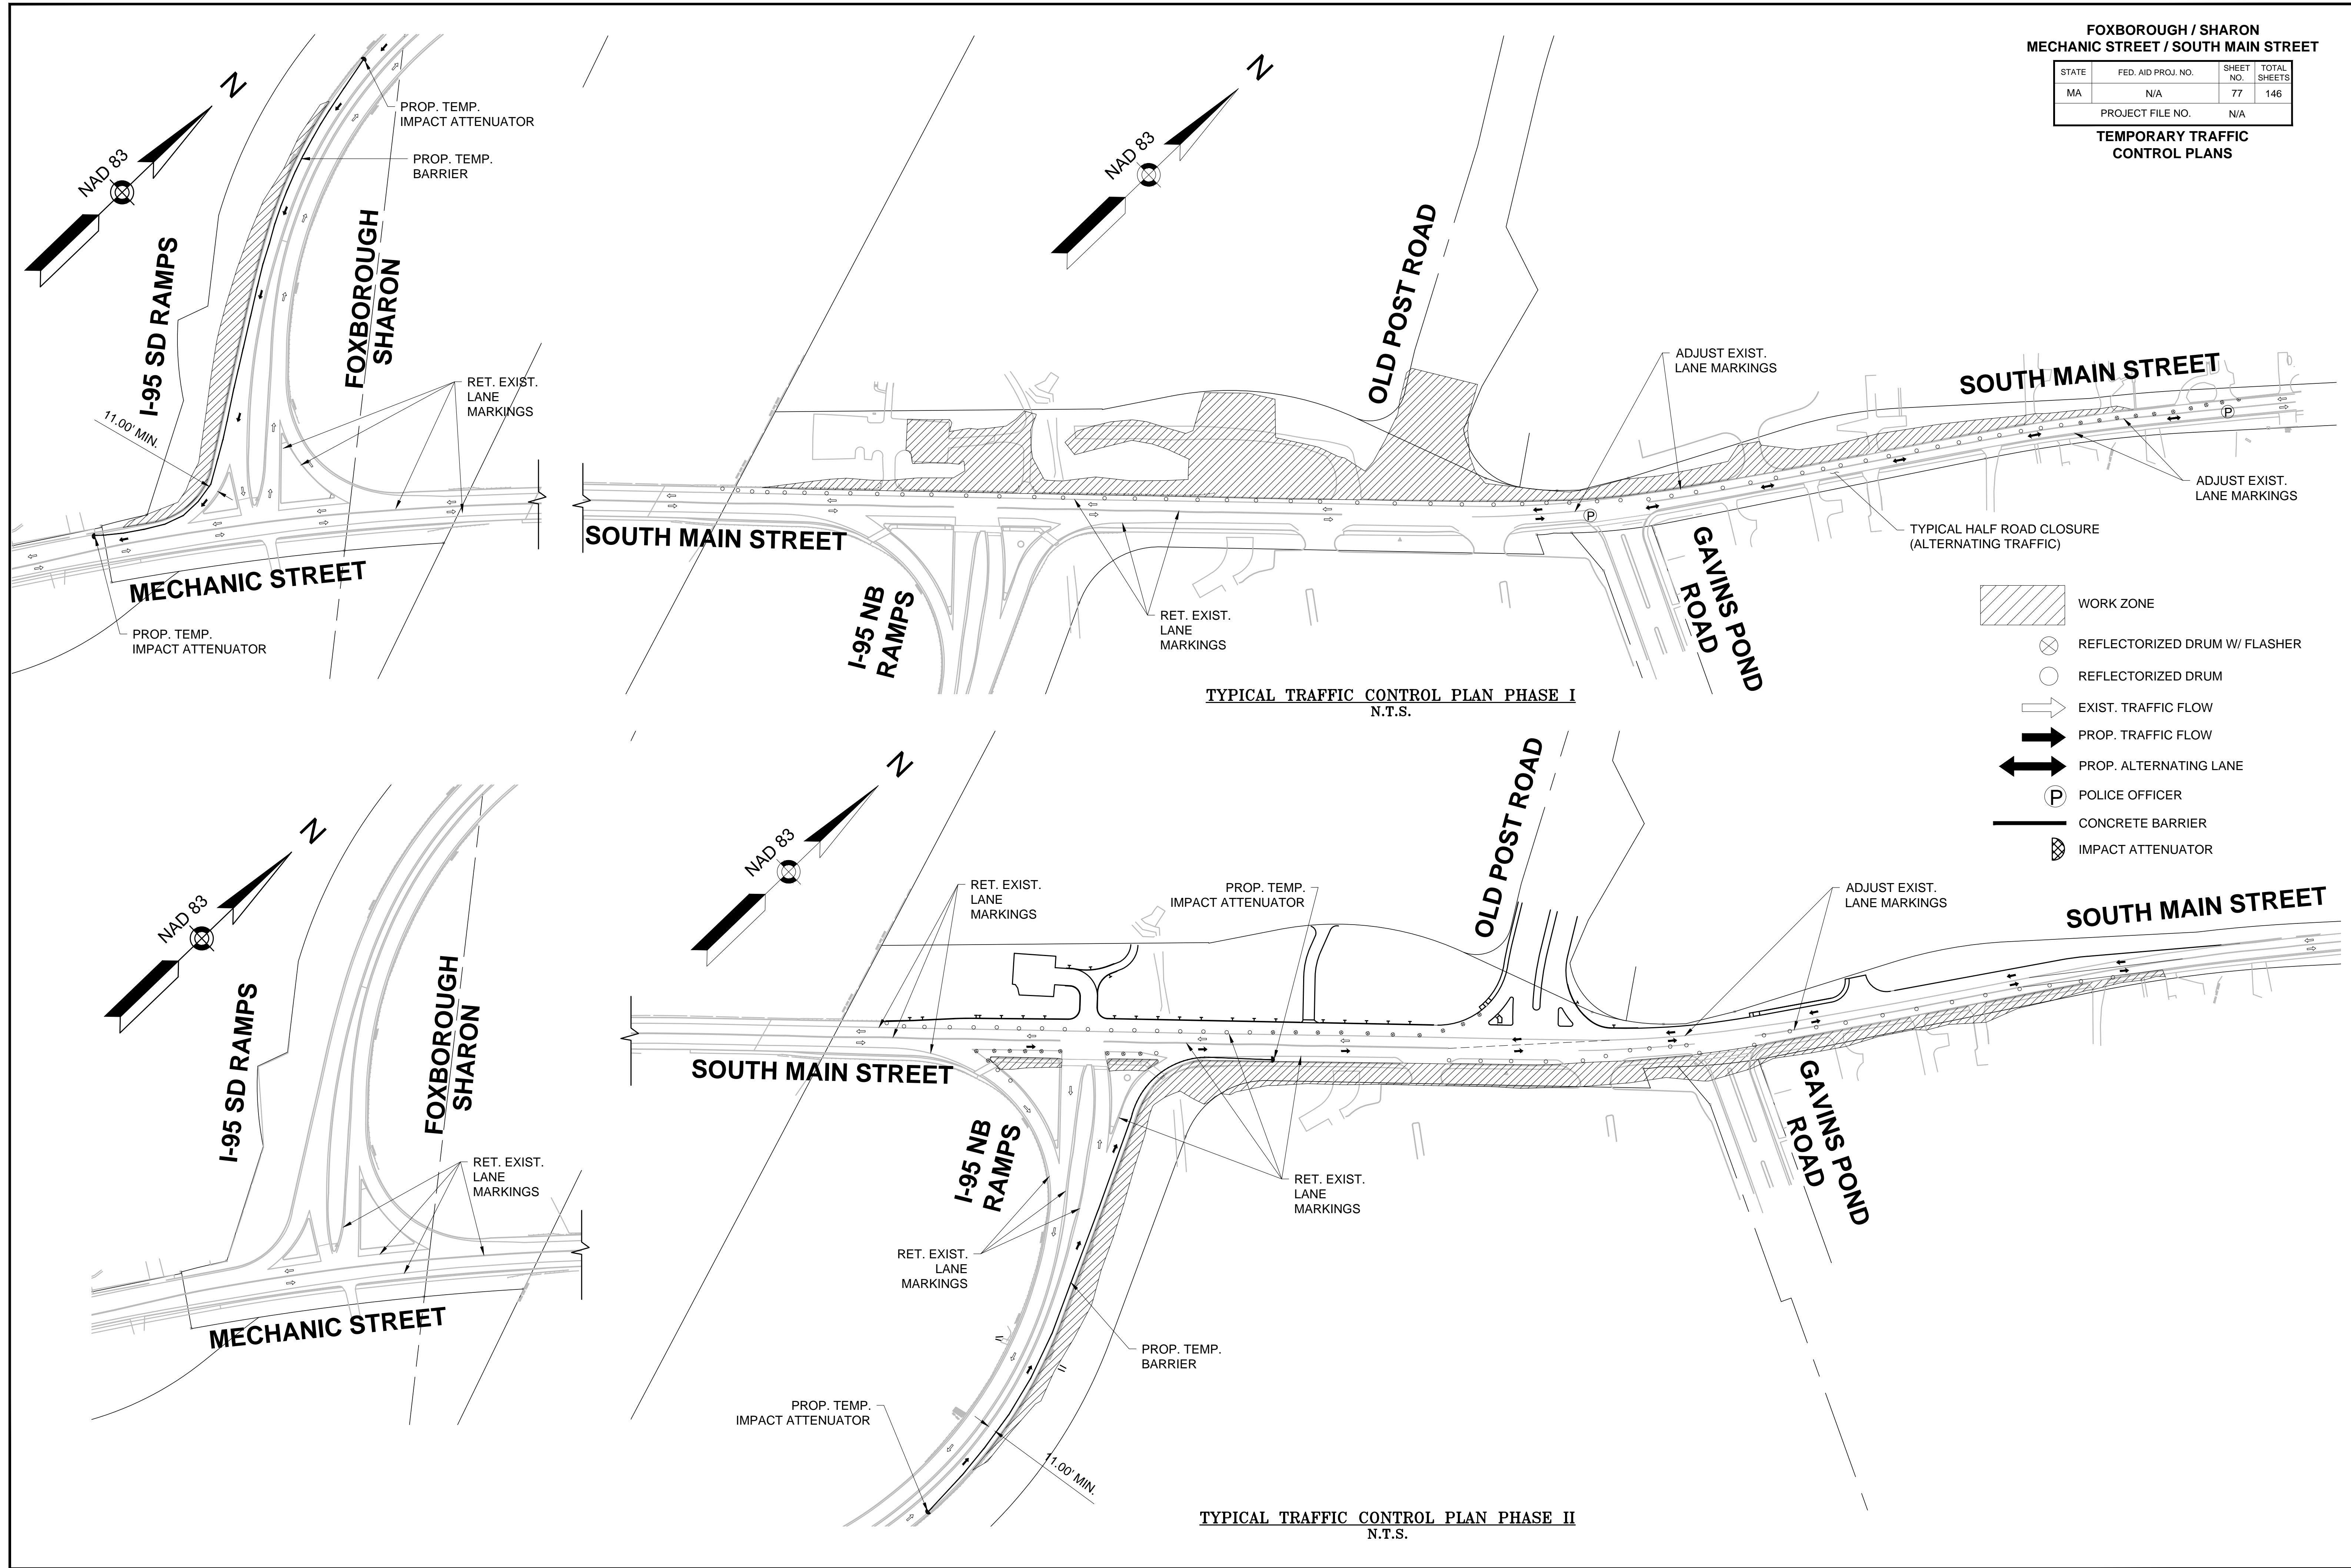 FOXBOROUGH / SHARON
MECHANIC STREET / SOUTH MAIN STREET
STATE FED. AID PROJ. NO. SHEET NO. TOTAL SHEETS
MA N/A 77 146
PROJECT FILE NO. N/A
TEMPORARY TRAFFIC
CONTROL PLANS
N
NAD 83
PROP. TEMP.
IMPACT ATTENUATOR
PROP. TEMP.
BARRIER
I-95 SD RAMPS
FOXBOROUGH
SHARON
RET. EXIST.
LANE
MARKINGS
11.00' MIN.
MECHANIC STREET
PROP. TEMP.
IMPACT ATTENUATOR
N
NAD 83
OLD POST ROAD
ADJUST EXIST.
LANE MARKINGS
SOUTH MAIN STREET
P
ADJUST EXIST.
LANE MARKINGS
P
TYPICAL HALF ROAD CLOSURE
(ALTERNATING TRAFFIC)
SOUTH MAIN STREET
GAVINS POND
ROAD
I-95 NB
RAMPS
RET. EXIST.
LANE
MARKINGS
TYPICAL TRAFFIC CONTROL PLAN PHASE I
N.T.S.
WORK ZONE
REFLECTORIZED DRUM W/ FLASHER
REFLECTORIZED DRUM
EXIST. TRAFFIC FLOW
PROP. TRAFFIC FLOW
PROP. ALTERNATING LANE
P POLICE OFFICER
CONCRETE BARRIER
IMPACT ATTENUATOR
N
NAD 83
I-95 SD RAMPS
FOXBOROUGH
SHARON
RET. EXIST.
LANE
MARKINGS
MECHANIC STREET
N
NAD 83
RET. EXIST.
LANE
MARKINGS
PROP. TEMP.
IMPACT ATTENUATOR
OLD POST ROAD
ADJUST EXIST.
LANE MARKINGS
SOUTH MAIN STREET
SOUTH MAIN STREET
GAVINS POND
ROAD
I-95 NB
RAMPS
RET. EXIST.
LANE
MARKINGS
RET. EXIST.
LANE
MARKINGS
PROP. TEMP.
BARRIER
PROP. TEMP.
IMPACT ATTENUATOR
11.00' MIN.
TYPICAL TRAFFIC CONTROL PLAN PHASE II
N.T.S.